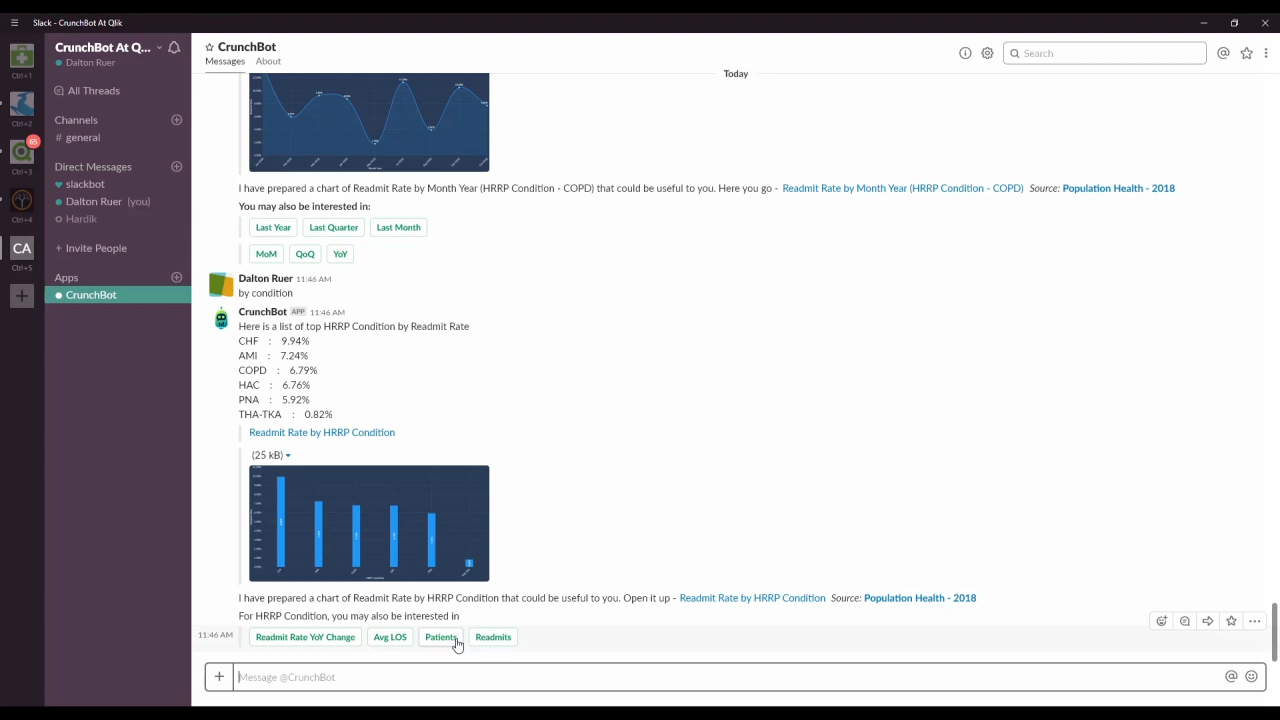 Slack - CrunchBot At Qlik
CrunchBot At Q...
Dalton Ruer
Ctrl+1
Ctrl+2
65
Ctrl+3
Ctrl+4
CA
Ctrl+5
All Threads
Channels
# general
Direct Messages
slackbot
Dalton Ruer (you)
Hardik
+ Invite People
Apps
CrunchBot
CrunchBot
Messages About
Search
Today
I have prepared a chart of Readmit Rate by Month Year (HRRP Condition - COPD) that could be useful to you. Here you go - Readmit Rate by Month Year (HRRP Condition - COPD) Source: Population Health - 2018
You may also be interested in:
Last Year Last Quarter Last Month
MoM QoQ YoY
Dalton Ruer 11:46 AM
by condition
CrunchBot APP 11:46 AM
Here is a list of top HRRP Condition by Readmit Rate
CHF : 9.94%
AMI : 7.24%
COPD : 6.79%
HAC : 6.76%
PNA : 5.92%
THA-TKA : 0.82%
Readmit Rate by HRRP Condition
(25 kB)
I have prepared a chart of Readmit Rate by HRRP Condition that could be useful to you. Open it up - Readmit Rate by HRRP Condition Source: Population Health - 2018
For HRRP Condition, you may also be interested in
11:46 AM Readmit Rate YoY Change Avg LOS Patients Readmits
Message @CrunchBot